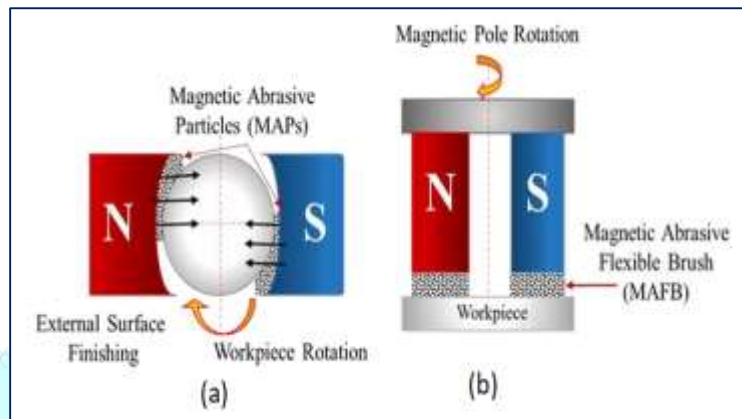 Magnetic Abrasive
Particles (MAPs)
N
S
External Surface
Finishing
Workpiece Rotation
(a)
Magnetic Pole Rotation
N
S
Magnetic Abrasive
Flexible Brush
(MAFB)
Workpiece
(b)